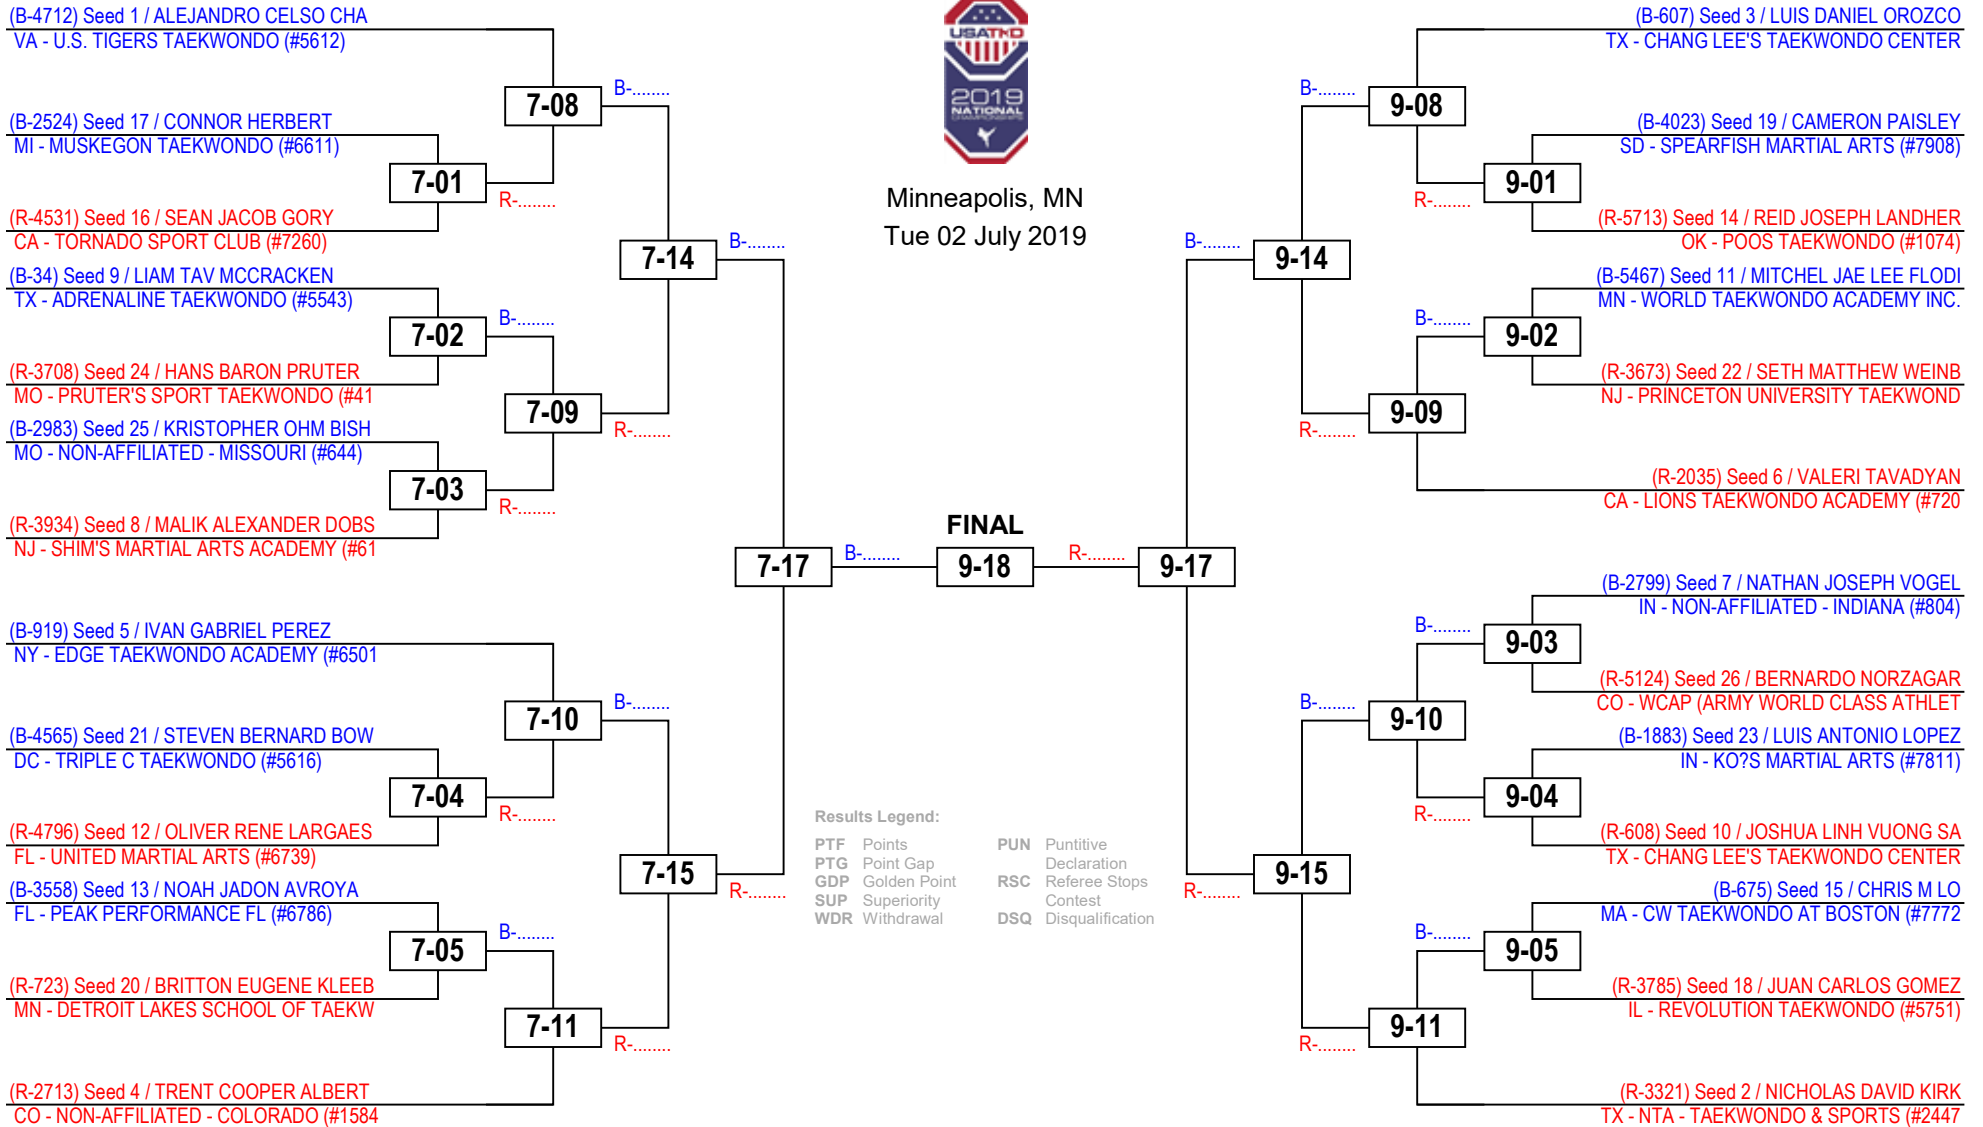 (B-4712) Seed 1 / ALEJANDRO CELSO CHA
VA - U.S. TIGERS TAEKWONDO (#5612)
7-08
B-........
(B-2524) Seed 17 / CONNOR HERBERT
MI - MUSKEGON TAEKWONDO (#6611)
7-01
R-........
(R-4531) Seed 16 / SEAN JACOB GORY
CA - TORNADO SPORT CLUB (#7260)
7-14
B-........
(B-34) Seed 9 / LIAM TAV MCCRACKEN
TX - ADRENALINE TAEKWONDO (#5543)
7-02
B-........
(R-3708) Seed 24 / HANS BARON PRUTER
MO - PRUTER'S SPORT TAEKWONDO (#41
7-09
R-........
(B-2983) Seed 25 / KRISTOPHER OHM BISH
MO - NON-AFFILIATED - MISSOURI (#644)
7-03
R-........
(R-3934) Seed 8 / MALIK ALEXANDER DOBS
NJ - SHIM'S MARTIAL ARTS ACADEMY (#61
7-17
B-........
(B-919) Seed 5 / IVAN GABRIEL PEREZ
NY - EDGE TAEKWONDO ACADEMY (#6501
7-10
B-........
(B-4565) Seed 21 / STEVEN BERNARD BOW
DC - TRIPLE C TAEKWONDO (#5616)
7-04
R-........
(R-4796) Seed 12 / OLIVER RENE LARGAES
FL - UNITED MARTIAL ARTS (#6739)
7-15
R-........
(B-3558) Seed 13 / NOAH JADON AVROYA
FL - PEAK PERFORMANCE FL (#6786)
7-05
B-........
(R-723) Seed 20 / BRITTON EUGENE KLEEB
MN - DETROIT LAKES SCHOOL OF TAEKW
7-11
R-........
(R-2713) Seed 4 / TRENT COOPER ALBERT
CO - NON-AFFILIATED - COLORADO (#1584
USATKD
2019
NATIONAL
CHAMPIONSHIPS
Minneapolis, MN
Tue 02 July 2019
FINAL
9-18
Results Legend:
PTF Points
PTG Point Gap
GDP Golden Point
SUP Superiority
WDR Withdrawal
PUN Puntitive
Declaration
RSC Referee Stops
Contest
DSQ Disqualification
(B-607) Seed 3 / LUIS DANIEL OROZCO
TX - CHANG LEE'S TAEKWONDO CENTER
B-........
9-08
(B-4023) Seed 19 / CAMERON PAISLEY
SD - SPEARFISH MARTIAL ARTS (#7908)
R-........
9-01
(R-5713) Seed 14 / REID JOSEPH LANDHER
OK - POOS TAEKWONDO (#1074)
B-........
9-14
(B-5467) Seed 11 / MITCHEL JAE LEE FLODI
MN - WORLD TAEKWONDO ACADEMY INC.
B-........
9-02
(R-3673) Seed 22 / SETH MATTHEW WEINB
NJ - PRINCETON UNIVERSITY TAEKWOND
R-........
9-09
(R-2035) Seed 6 / VALERI TAVADYAN
CA - LIONS TAEKWONDO ACADEMY (#720
R-........
9-17
(B-2799) Seed 7 / NATHAN JOSEPH VOGEL
IN - NON-AFFILIATED - INDIANA (#804)
B-........
9-03
(R-5124) Seed 26 / BERNARDO NORZAGAR
CO - WCAP (ARMY WORLD CLASS ATHLET
B-........
9-10
(B-1883) Seed 23 / LUIS ANTONIO LOPEZ
IN - KO?S MARTIAL ARTS (#7811)
R-........
9-04
(R-608) Seed 10 / JOSHUA LINH VUONG SA
TX - CHANG LEE'S TAEKWONDO CENTER
R-........
9-15
(B-675) Seed 15 / CHRIS M LO
MA - CW TAEKWONDO AT BOSTON (#7772
B-........
9-05
(R-3785) Seed 18 / JUAN CARLOS GOMEZ
IL - REVOLUTION TAEKWONDO (#5751)
R-........
9-11
(R-3321) Seed 2 / NICHOLAS DAVID KIRK
TX - NTA - TAEKWONDO & SPORTS (#2447